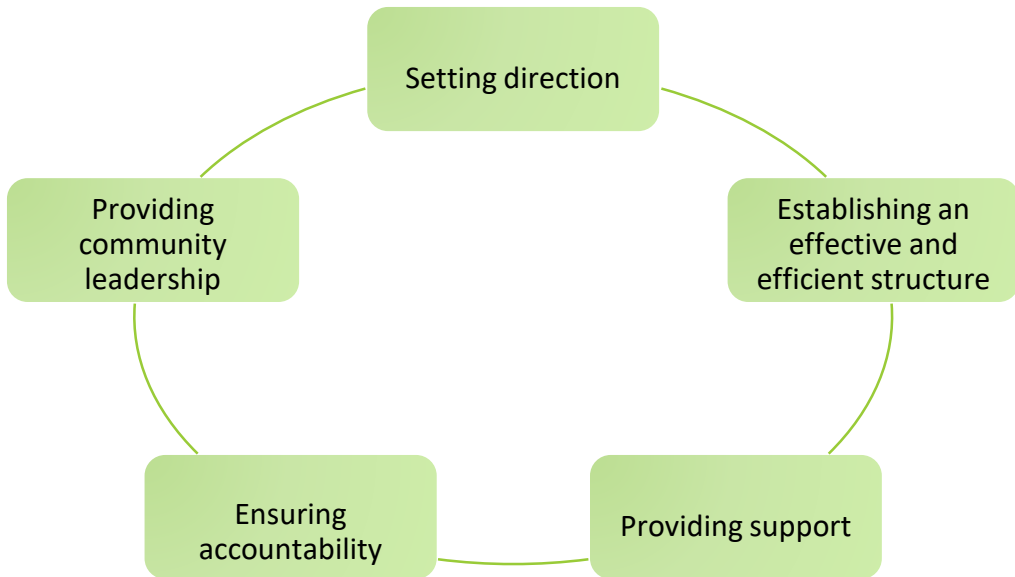 Setting direction
Establishing an
effective and
efficient structure
Providing support
Ensuring
accountability
Providing
community
leadership